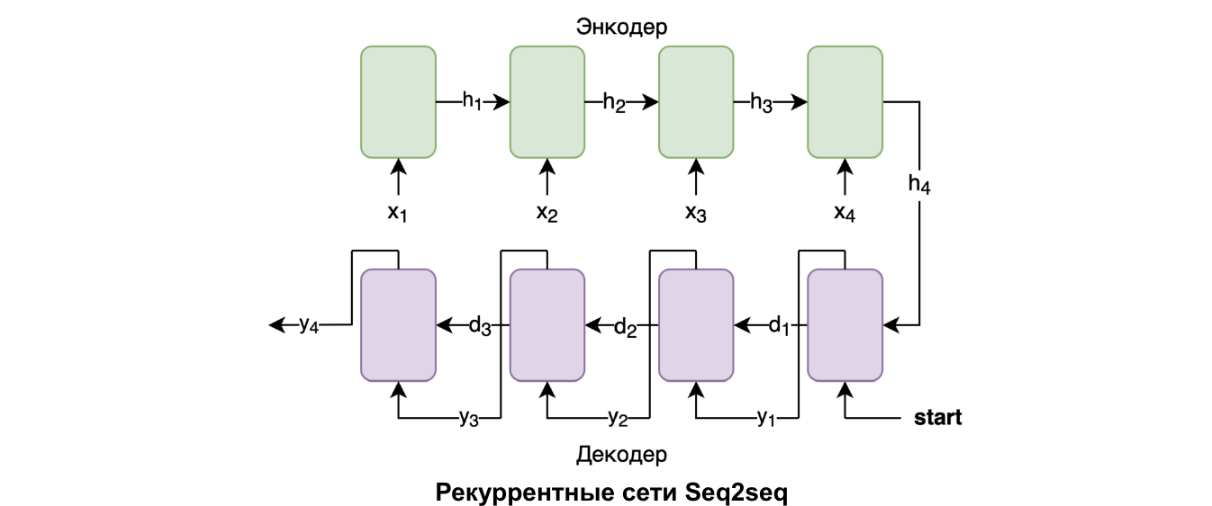 Энкодер
h₁ h₂ h₃
h₄
x₁ x₂ x₃ x₄
y₄ d₃ d₂ d₁
y₃ y₂ y₁ start
Декодер
Рекуррентные сети Seq2seq